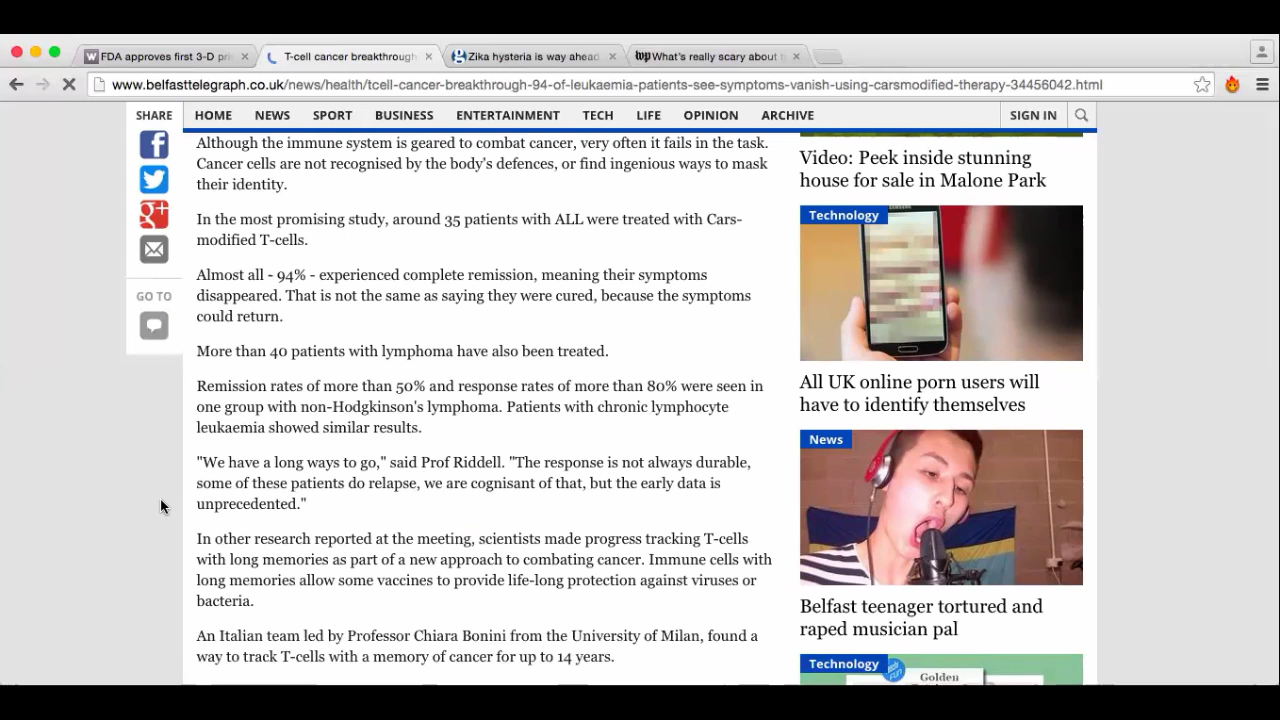 FDA approves first 3-D pri
T-cell cancer breakthrough
Zika hysteria is way ahead
wp What's really scary about
www.belfasttelegraph.co.uk/news/health/tcell-cancer-breakthrough-94-of-leukaemia-patients-see-symptoms-vanish-using-carsmodified-therapy-34456042.html
SHARE
HOME NEWS SPORT BUSINESS ENTERTAINMENT TECH LIFE OPINION ARCHIVE SIGN IN
GO TO
Although the immune system is geared to combat cancer, very often it fails in the task.
Cancer cells are not recognised by the body's defences, or find ingenious ways to mask
their identity.
In the most promising study, around 35 patients with ALL were treated with Cars-
modified T-cells.
Almost all - 94% - experienced complete remission, meaning their symptoms
disappeared. That is not the same as saying they were cured, because the symptoms
could return.
More than 40 patients with lymphoma have also been treated.
Remission rates of more than 50% and response rates of more than 80% were seen in
one group with non-Hodgkinson's lymphoma. Patients with chronic lymphocyte
leukaemia showed similar results.
"We have a long ways to go," said Prof Riddell. "The response is not always durable,
some of these patients do relapse, we are cognisant of that, but the early data is
unprecedented."
In other research reported at the meeting, scientists made progress tracking T-cells
with long memories as part of a new approach to combating cancer. Immune cells with
long memories allow some vaccines to provide life-long protection against viruses or
bacteria.
An Italian team led by Professor Chiara Bonini from the University of Milan, found a
way to track T-cells with a memory of cancer for up to 14 years.
Video: Peek inside stunning
house for sale in Malone Park
Technology
All UK online porn users will
have to identify themselves
News
Belfast teenager tortured and
raped musician pal
Technology
Golden